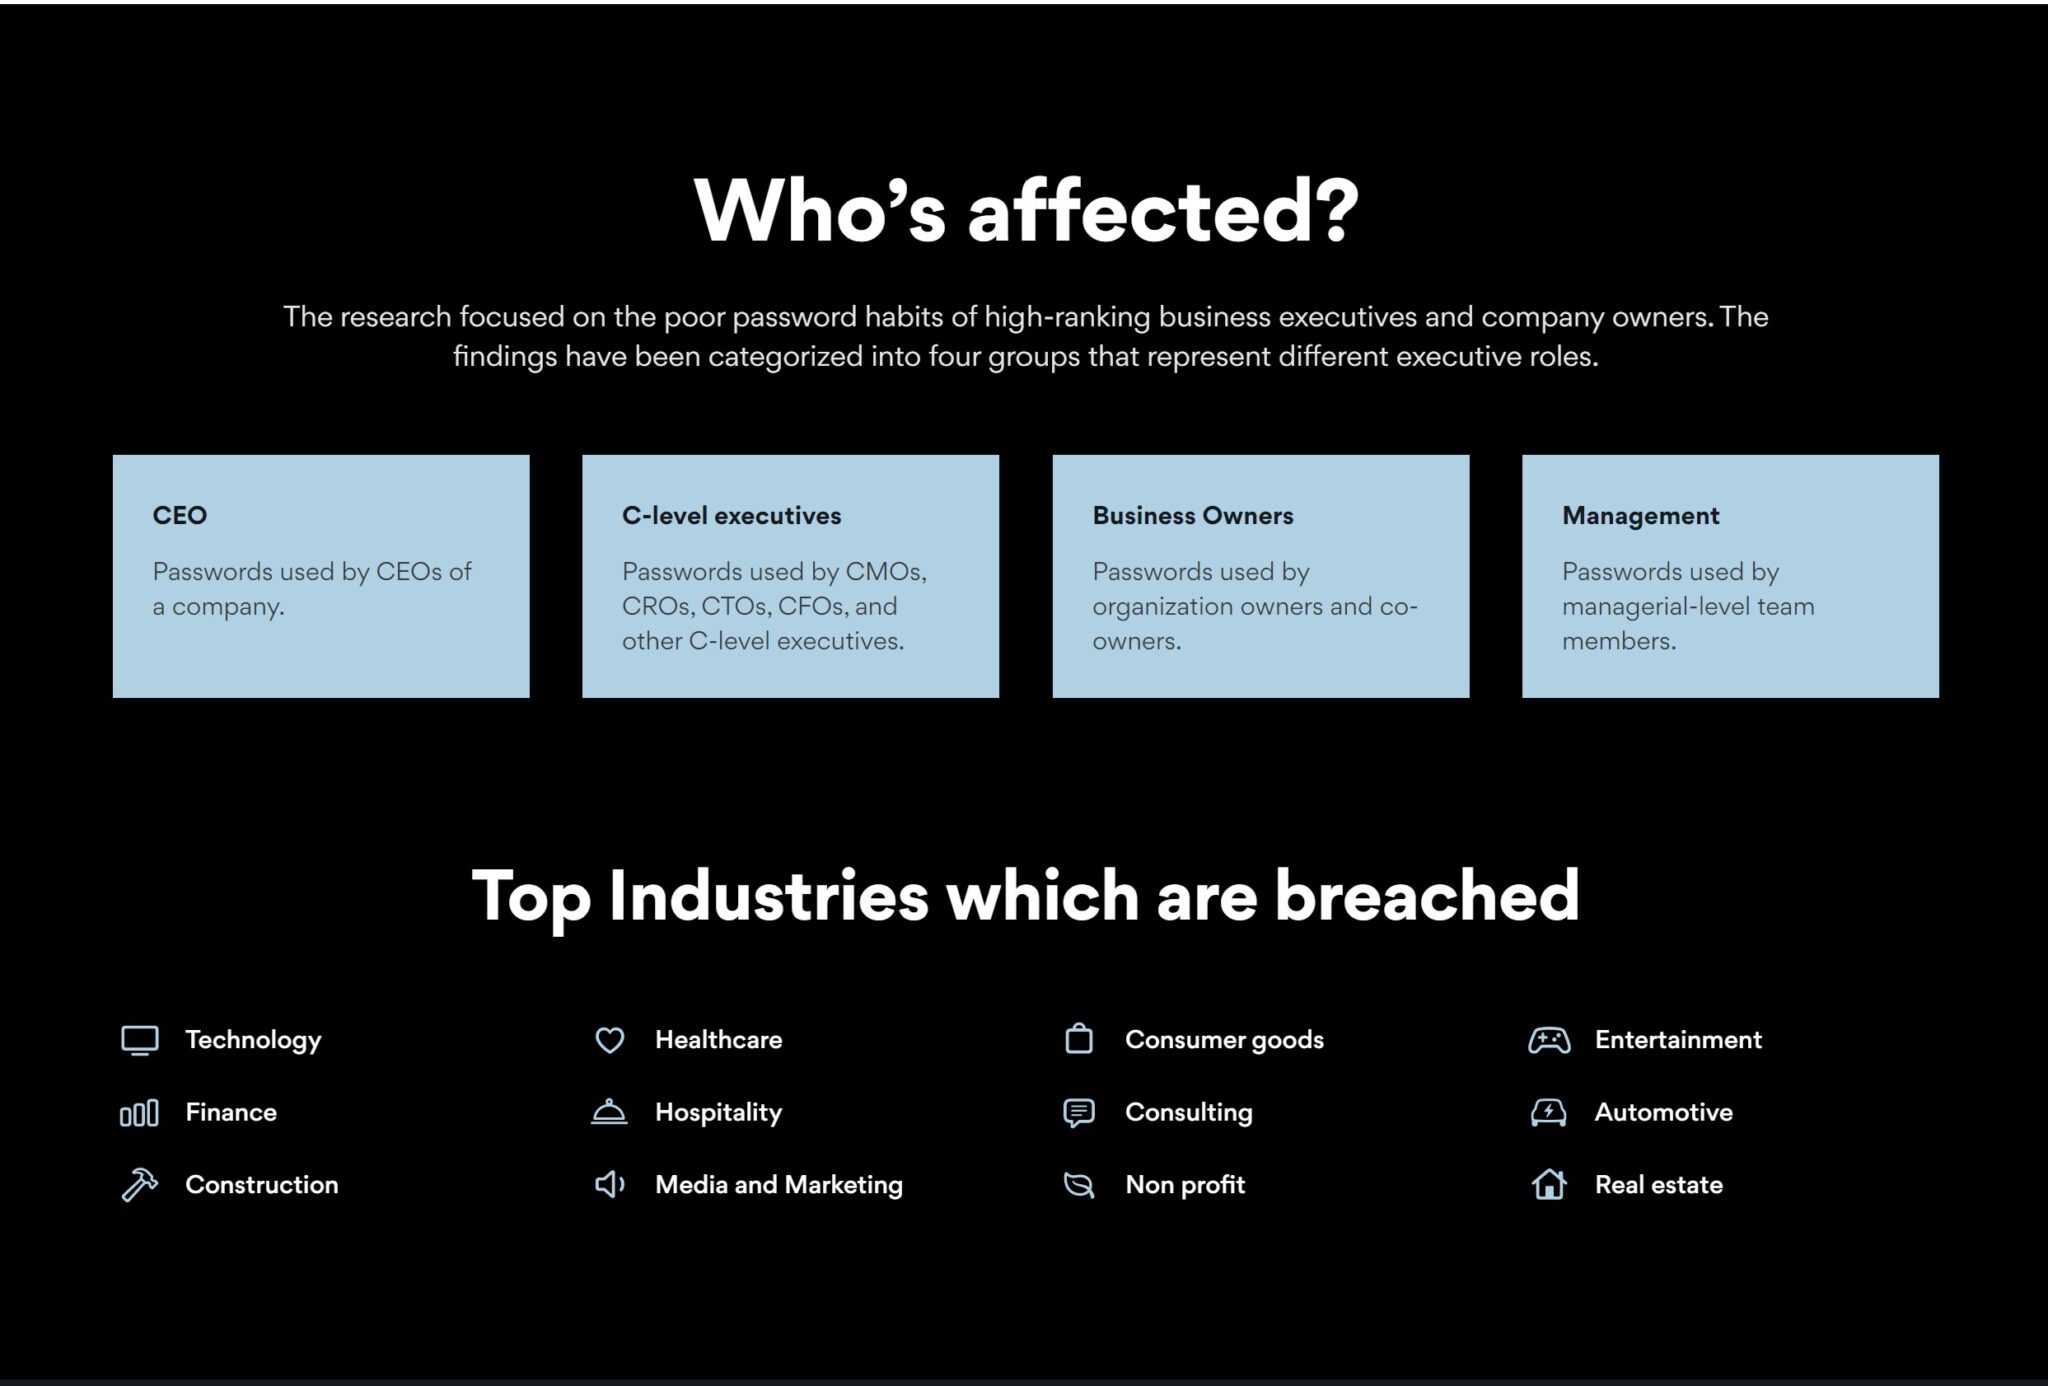 Who’s affected?
The research focused on the poor password habits of high-ranking business executives and company owners. The
findings have been categorized into four groups that represent different executive roles.
CEO
Passwords used by CEOs of
a company.
C-level executives
Passwords used by CMOs,
CROs, CTOs, CFOs, and
other C-level executives.
Business Owners
Passwords used by
organization owners and co-
owners.
Management
Passwords used by
managerial-level team
members.
Top Industries which are breached
Technology
Healthcare
Consumer goods
Entertainment
Finance
Hospitality
Consulting
Automotive
Construction
Media and Marketing
Non profit
Real estate